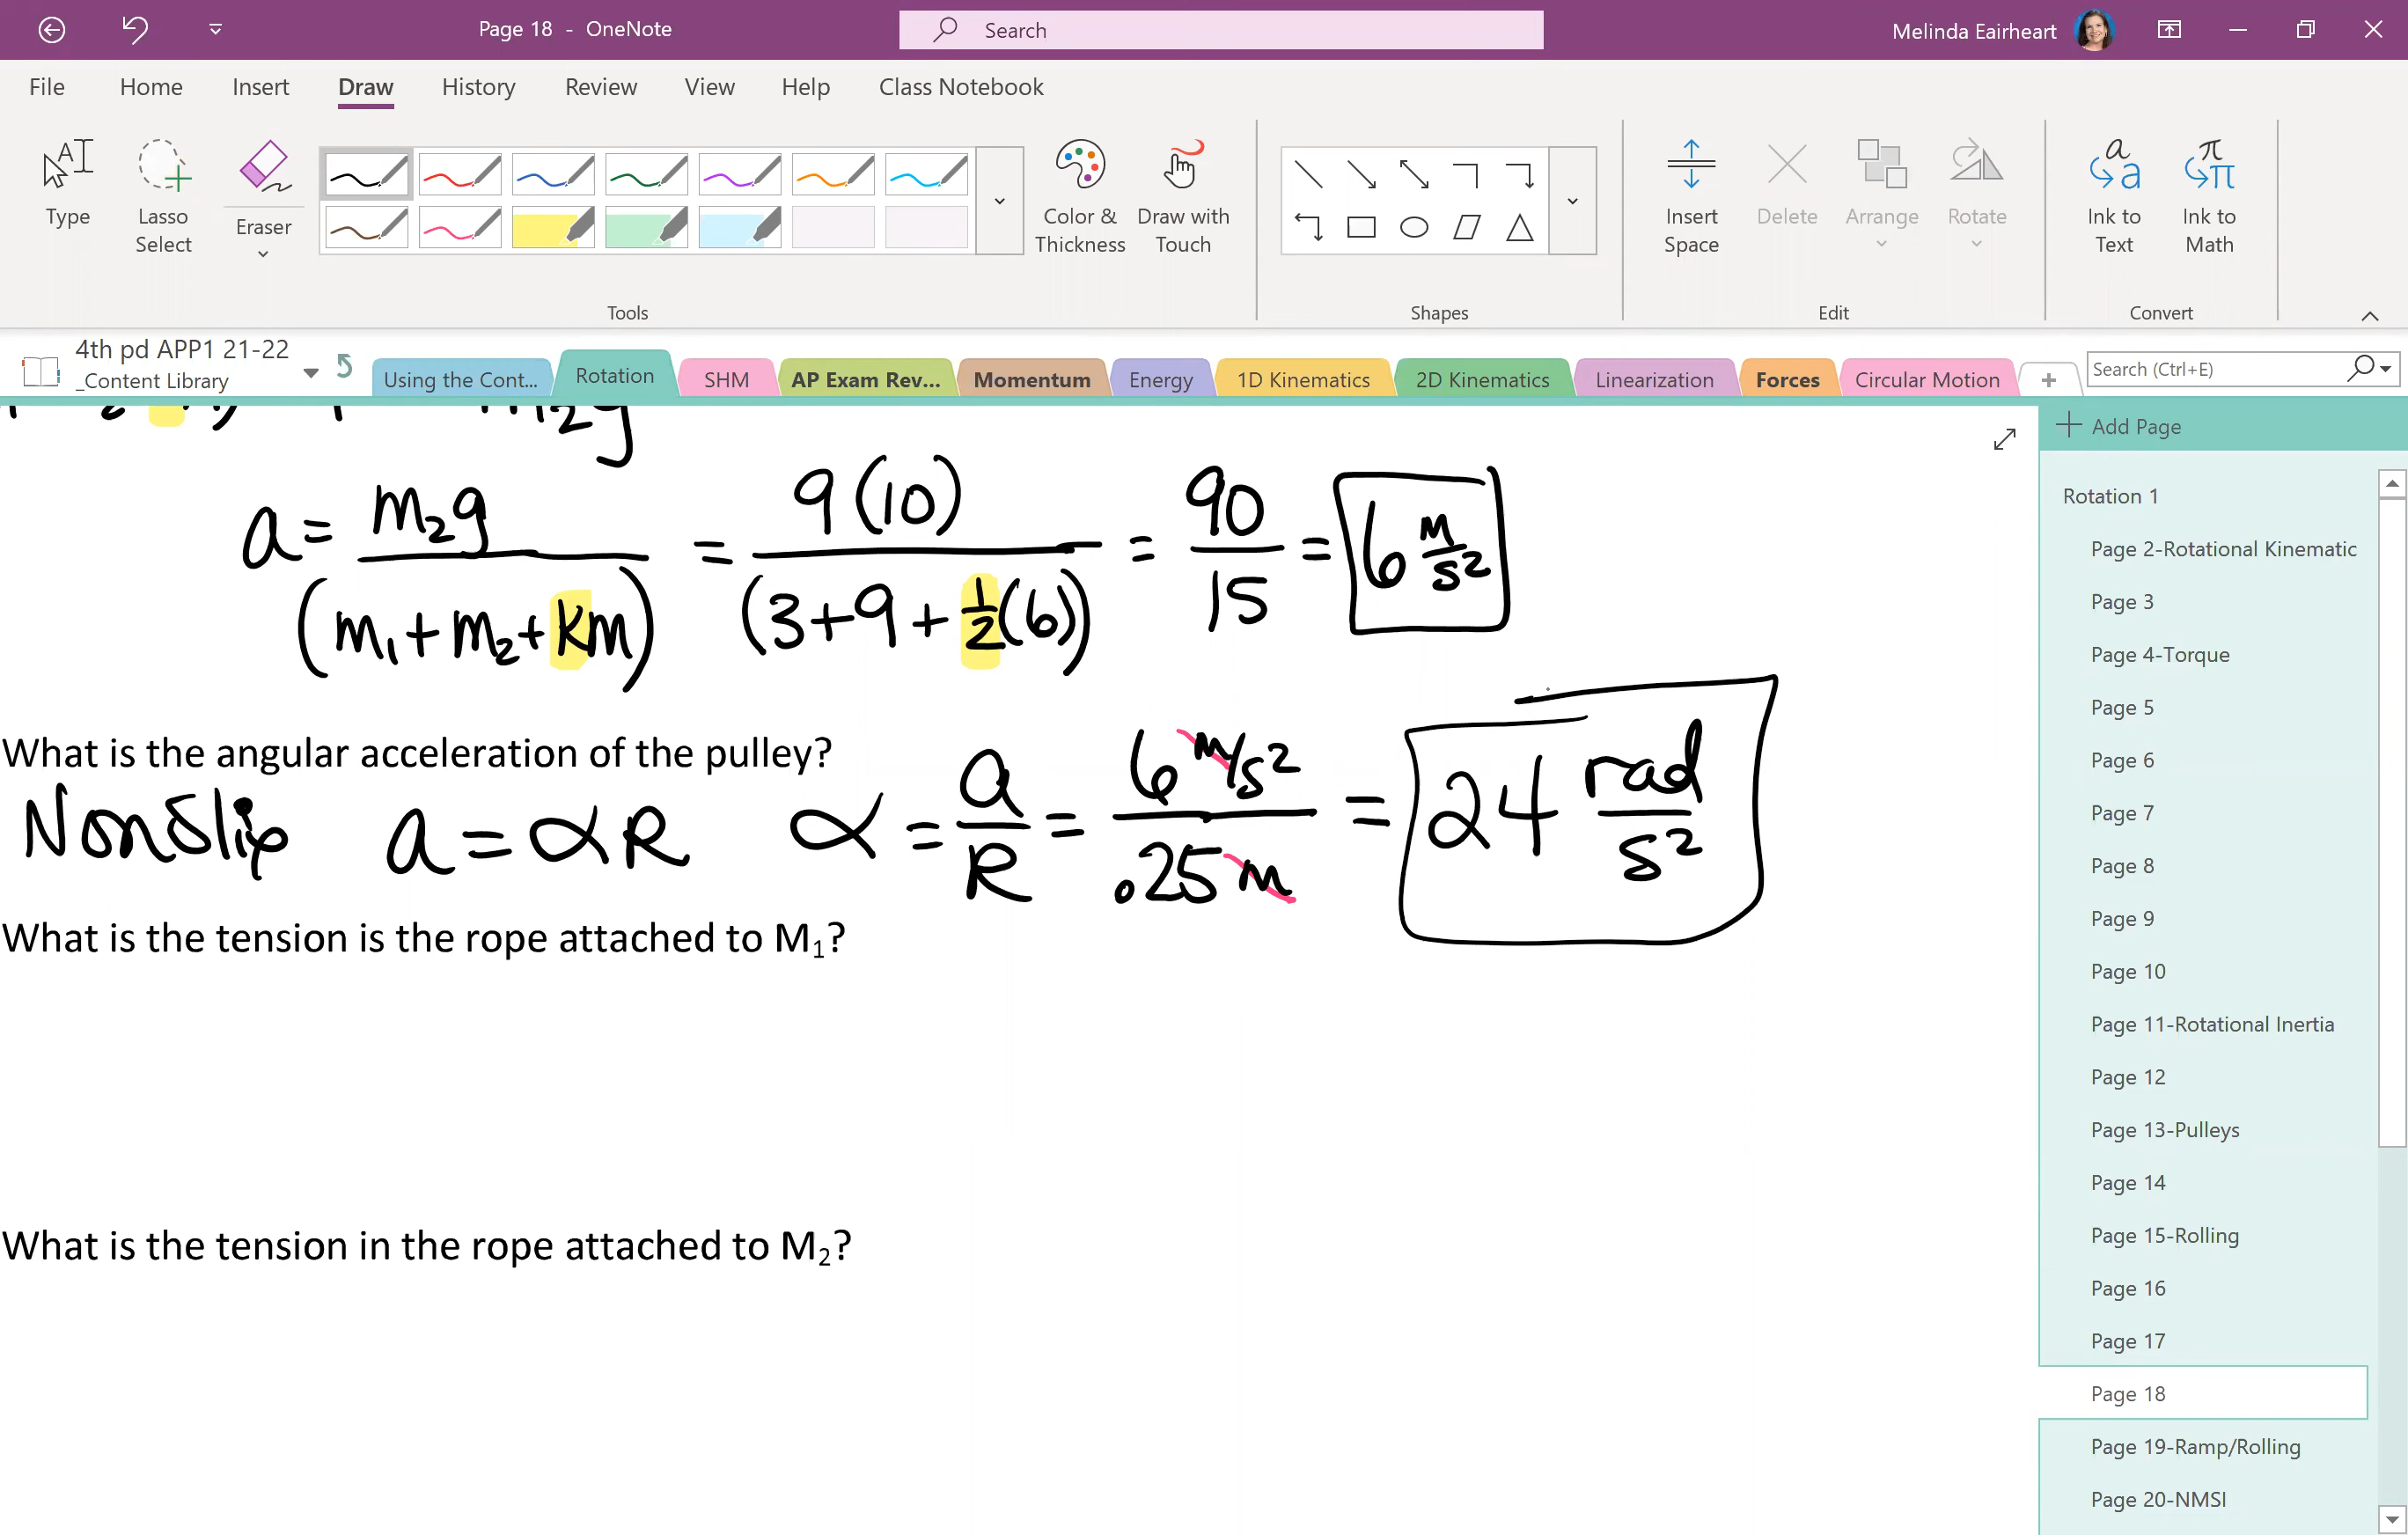 Page 18 - OneNote
Search
Melinda Eairheart
File Home Insert Draw History Review View Help Class Notebook
Type
Lasso Select
Eraser
Color & Thickness
Draw with Touch
Insert Space
Delete
Arrange
Rotate
Ink to Text
Ink to Math
Tools Shapes Edit Convert
4th pd APP1 21-22
_Content Library
Using the Cont... Rotation SHM AP Exam Rev... Momentum Energy 1D Kinematics 2D Kinematics Linearization Forces Circular Motion
Search (Ctrl+E)
m₂g
a = m₂g / (m₁+m₂+km) = 9(10) / (3+9+½(6)) = 90/15 = 6 m/s²
What is the angular acceleration of the pulley?
NonSlip a = αR α = a/R = 6 m/s² / .25 m = 24 rad/s²
What is the tension is the rope attached to M₁?
What is the tension in the rope attached to M₂?
Add Page
Rotation 1
Page 2-Rotational Kinematic
Page 3
Page 4-Torque
Page 5
Page 6
Page 7
Page 8
Page 9
Page 10
Page 11-Rotational Inertia
Page 12
Page 13-Pulleys
Page 14
Page 15-Rolling
Page 16
Page 17
Page 18
Page 19-Ramp/Rolling
Page 20-NMSI